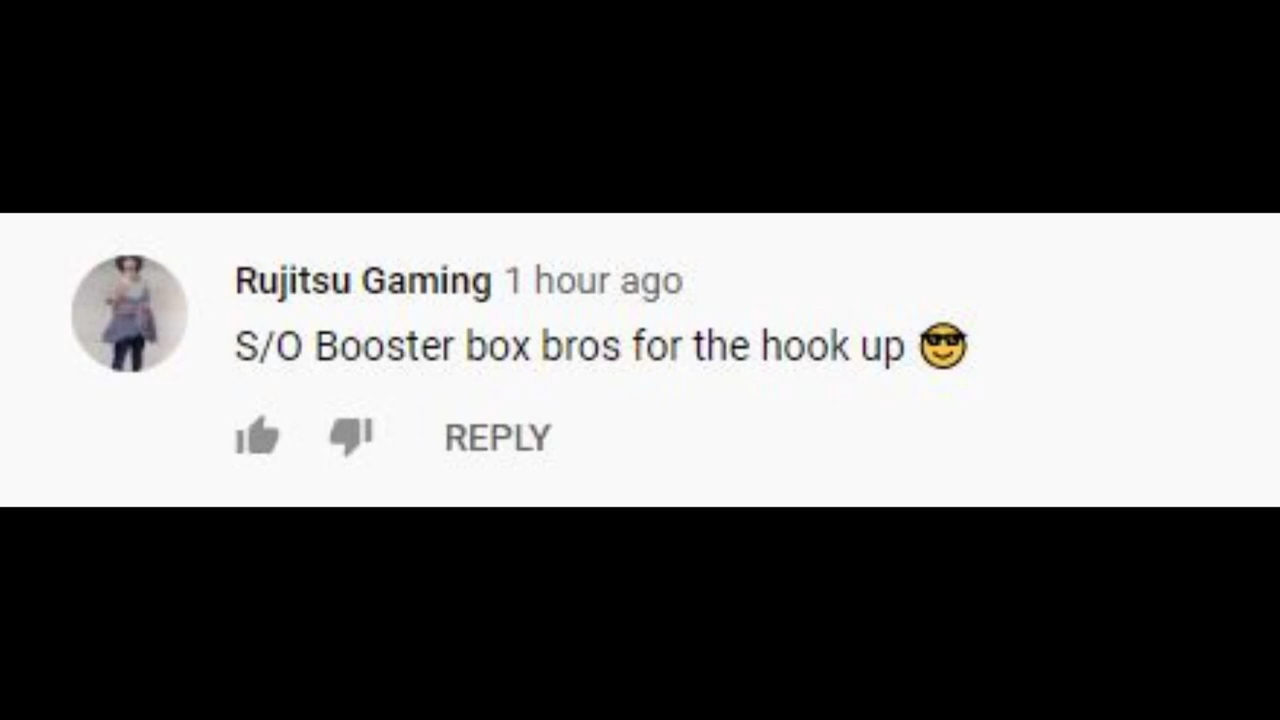 Rujitsu Gaming 1 hour ago
S/O Booster box bros for the hook up 😎
REPLY